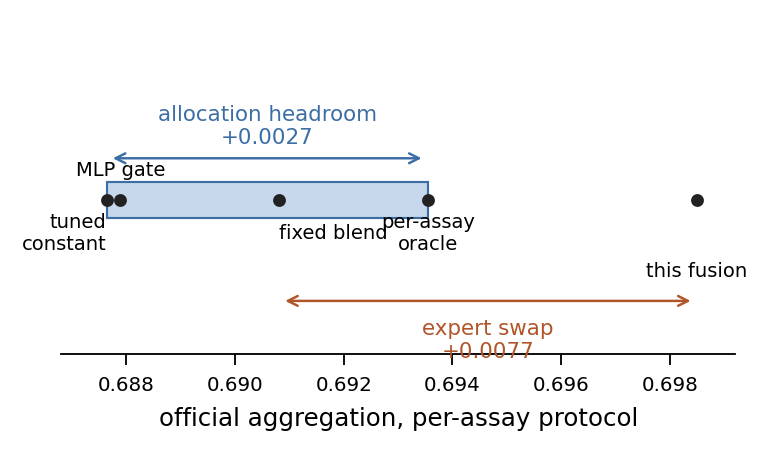 allocation headroom
+0.0027
MLP gate
tuned
constant
fixed blend
per-assay
oracle
this fusion
expert swap
+0.0077
0.688
0.690
0.692
0.694
0.696
0.698
official aggregation, per-assay protocol